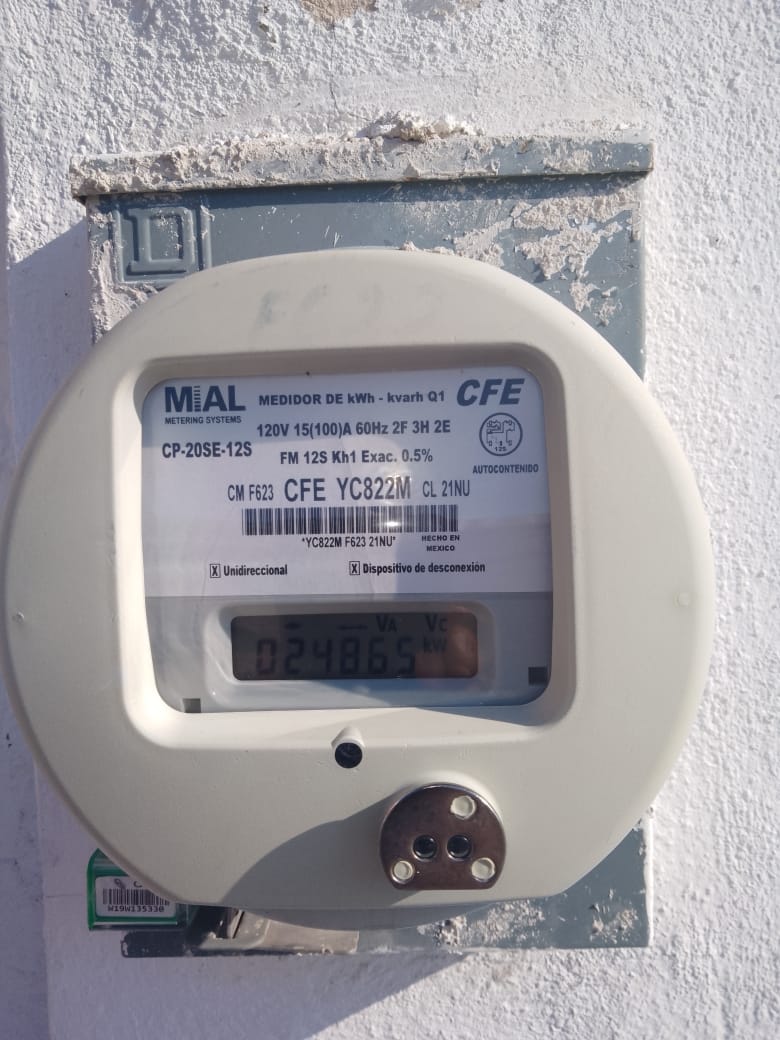 MIAL
METERING SYSTEMS
MEDIDOR DE kWh - kvarh Q1
CFE
120V 15(100)A 60Hz 2F 3H 2E
CP-20SE-12S
FM 12S Kh1 Exac. 0.5%
12S
AUTOCONTENIDO
CM F623 CFE YC822M CL 21NU
*YC822M F623 21NU*
HECHO EN
MEXICO
X Unidireccional
X Dispositivo de desconexión
VA VC
024865 kW
W19W135330